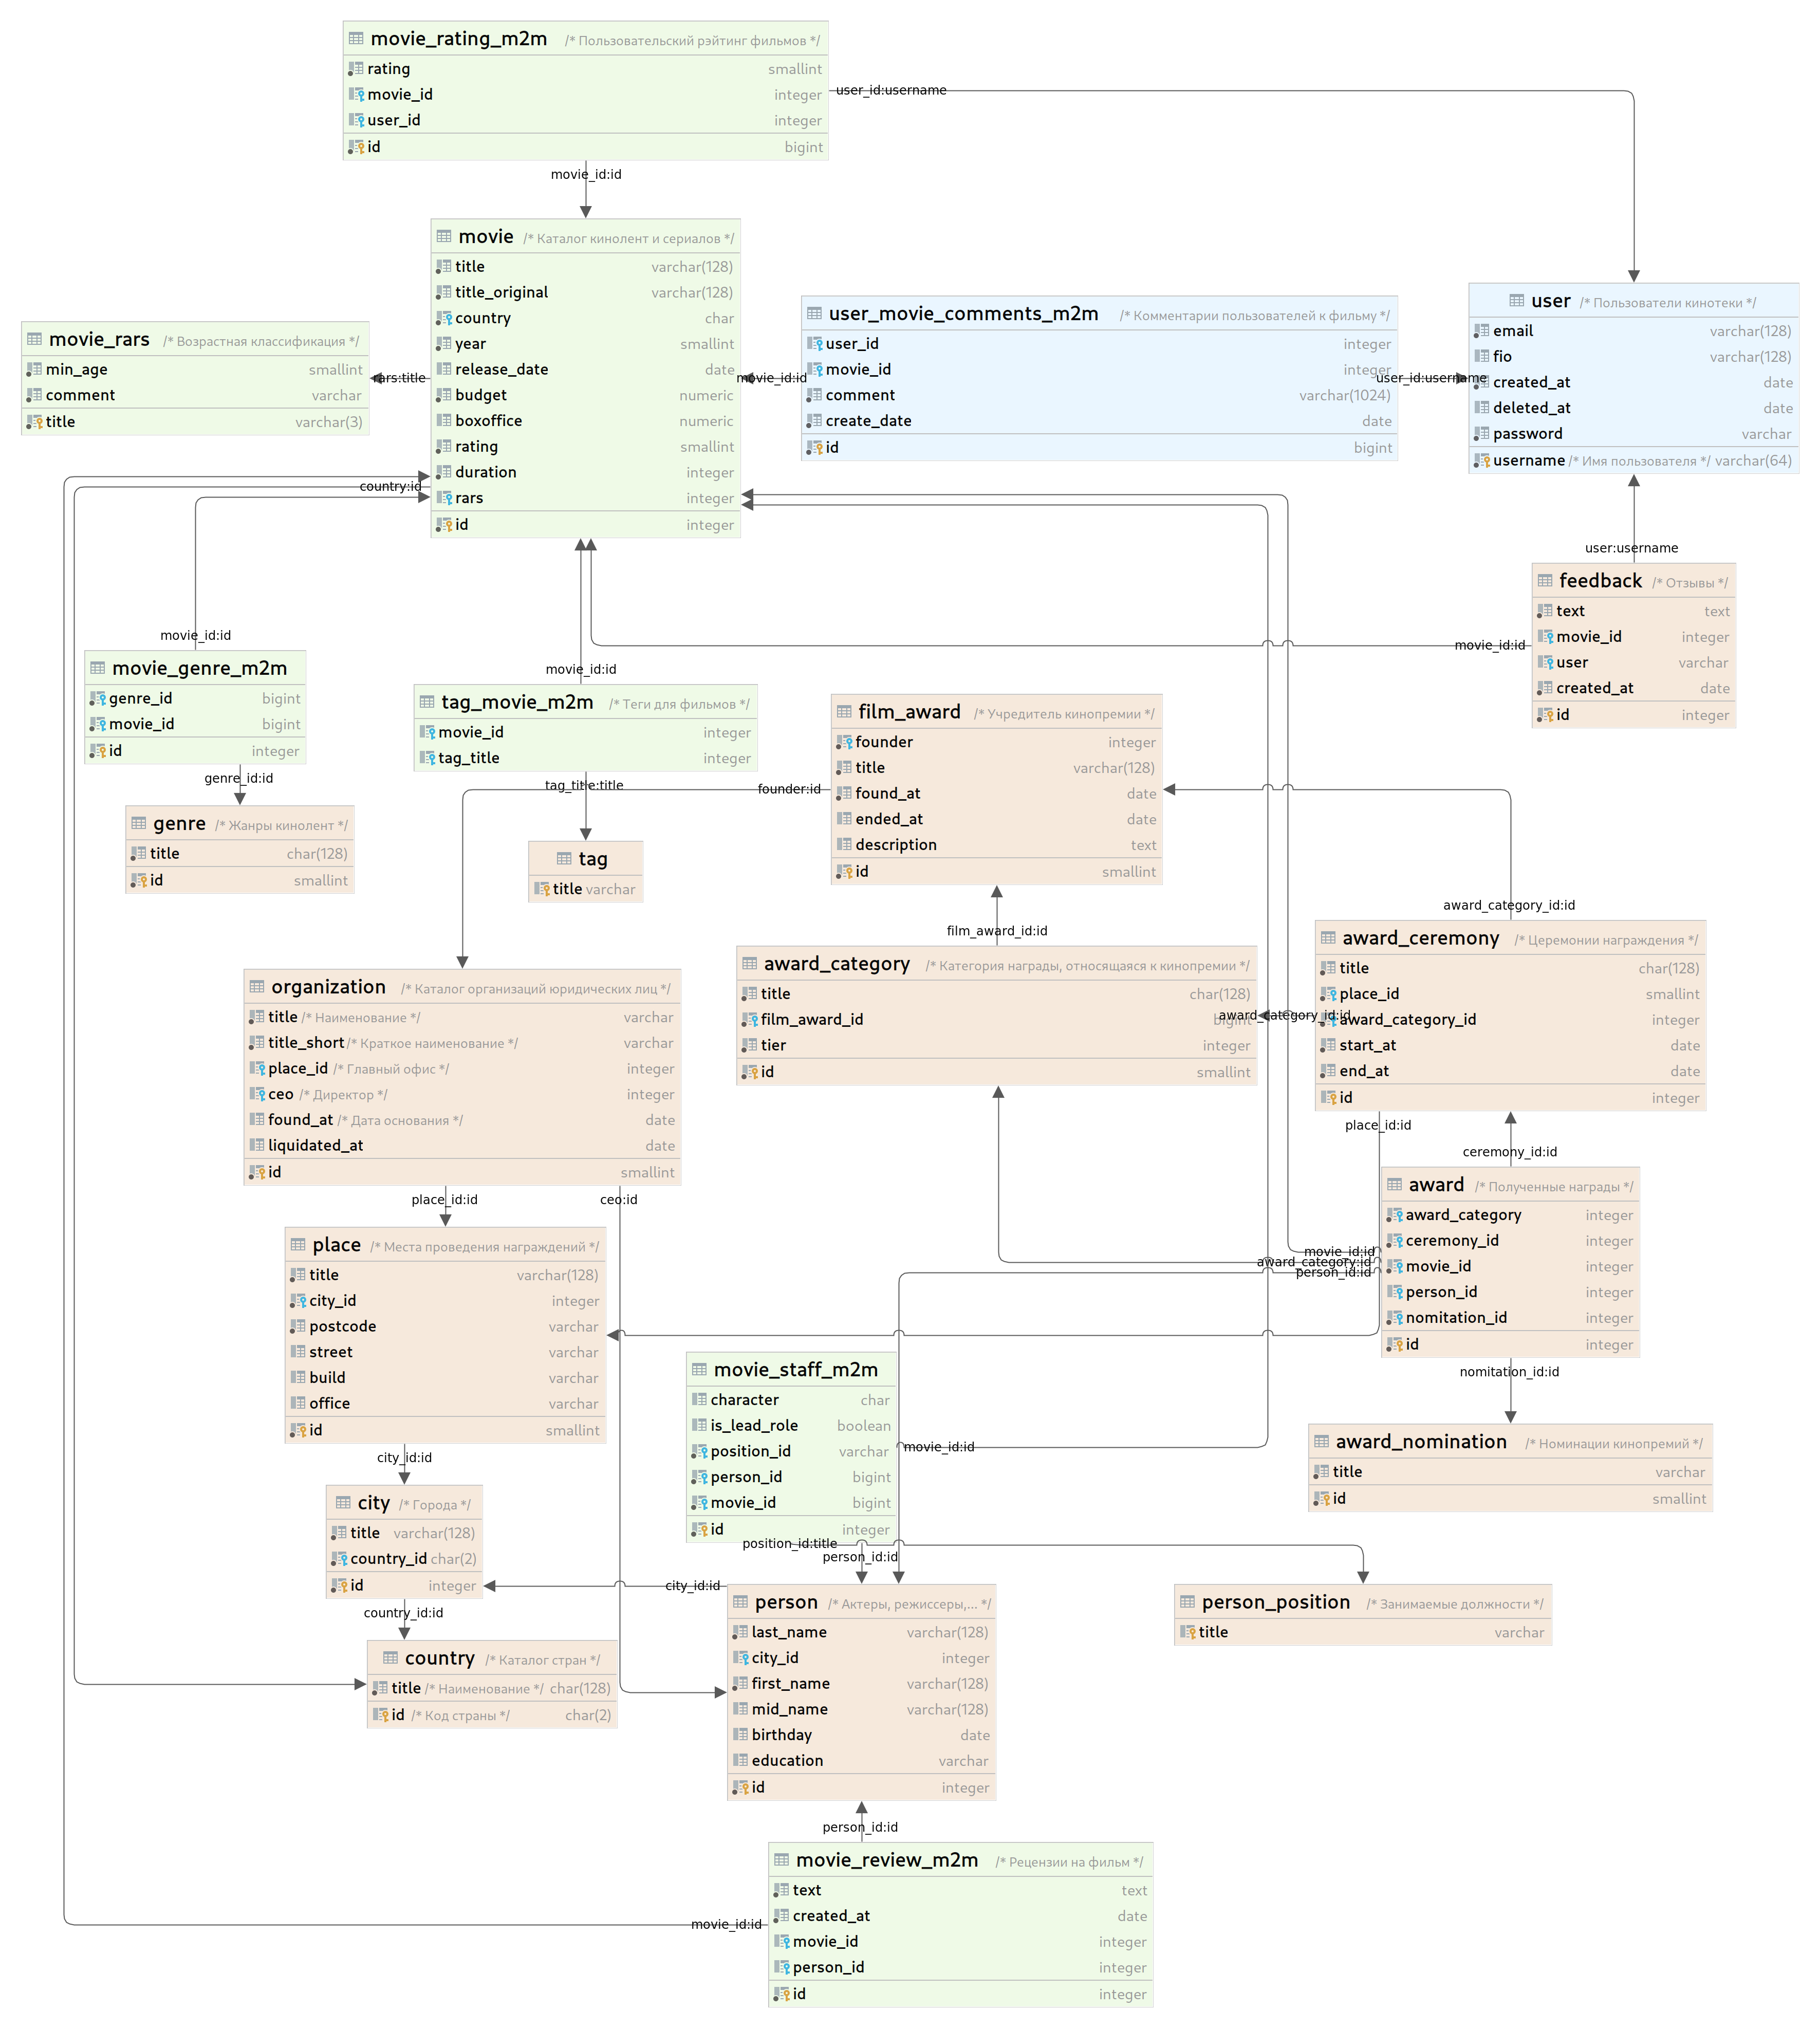 movie_rating_m2m /* Пользовательский рэйтинг фильмов */
rating smallint
movie_id integer
user_id integer
id bigint
user_id:username
movie_id:id
movie /* Каталог кинолент и сериалов */
title varchar(128)
title_original varchar(128)
country char
year smallint
release_date date
budget numeric
boxoffice numeric
rating smallint
duration integer
rars integer
id integer
movie_rars /* Возрастная классификация */
min_age smallint
comment varchar
title varchar(3)
rars:title
user_movie_comments_m2m /* Комментарии пользователей к фильму */
user_id integer
movie_id integer
comment varchar(1024)
create_date date
id bigint
movie_id:id
user_id:username
user /* Пользователи кинотеки */
email varchar(128)
fio varchar(128)
created_at date
deleted_at date
password varchar
username /* Имя пользователя */ varchar(64)
country:id
user:username
feedback /* Отзывы */
text text
movie_id integer
user varchar
created_at date
id integer
movie_id:id
movie_id:id
movie_genre_m2m
genre_id bigint
movie_id bigint
id integer
genre_id:id
genre /* Жанры кинолент */
title char(128)
id smallint
movie_id:id
tag_movie_m2m /* Теги для фильмов */
movie_id integer
tag_title integer
tag_title:title
tag
title varchar
film_award /* Учредитель кинопремии */
founder integer
title varchar(128)
found_at date
ended_at date
description text
id smallint
founder:id
film_award_id:id
award_category /* Категория награды, относящаяся к кинопремии */
title char(128)
film_award_id bigint
tier integer
id smallint
award_category_id:id
award_category_id:id
award_ceremony /* Церемонии награждения */
title char(128)
place_id smallint
award_category_id integer
start_at date
end_at date
id integer
place_id:id
ceremony_id:id
organization /* Каталог организаций юридических лиц */
title /* Наименование */ varchar
title_short /* Краткое наименование */ varchar
place_id /* Главный офис */ integer
ceo /* Директор */ integer
found_at /* Дата основания */ date
liquidated_at date
id smallint
place_id:id
ceo:id
award /* Полученные награды */
award_category integer
ceremony_id integer
movie_id integer
person_id integer
nomitation_id integer
id integer
movie_id:id
award_category:id
person_id:id
nomitation_id:id
place /* Места проведения награждений */
title varchar(128)
city_id integer
postcode varchar
street varchar
build varchar
office varchar
id smallint
city_id:id
movie_staff_m2m
character char
is_lead_role boolean
position_id varchar
person_id bigint
movie_id bigint
id integer
movie_id:id
position_id:title
person_id:id
award_nomination /* Номинации кинопремий */
title varchar
id smallint
city /* Города */
title varchar(128)
country_id char(2)
id integer
country_id:id
city_id:id
country /* Каталог стран */
title /* Наименование */ char(128)
id /* Код страны */ char(2)
person /* Актеры, режиссеры,... */
last_name varchar(128)
city_id integer
first_name varchar(128)
mid_name varchar(128)
birthday date
education varchar
id integer
person_position /* Занимаемые должности */
title varchar
person_id:id
movie_review_m2m /* Рецензии на фильм */
text text
created_at date
movie_id integer
person_id integer
id integer
movie_id:id